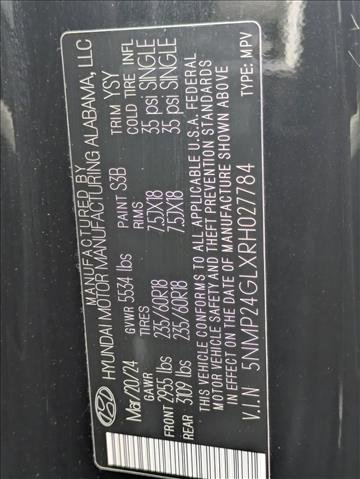 MANUFACTURED BY
HYUNDAI MOTOR MANUFACTURING ALABAMA, LLC
Mar/20/24 GVWR 5534 lbs PAINT S3B TRIM YSY
GAWR TIRES RIMS COLD TIRE INFL
FRONT 2955 lbs 235/60R18 7.5JX18 35 psi SINGLE
REAR 3109 lbs 235/60R18 7.5JX18 35 psi SINGLE
THIS VEHICLE CONFORMS TO ALL APPLICABLE U.S.A. FEDERAL
MOTOR VEHICLE SAFETY AND THEFT PREVENTION STANDARDS
IN EFFECT ON THE DATE OF MANUFACTURE SHOWN ABOVE
V.I.N 5NMP24GLXRH027784 TYPE: MPV